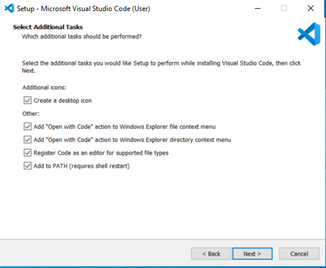 Setup - Microsoft Visual Studio Code (User)
Select Additional Tasks
Which additional tasks should be performed?
Select the additional tasks you would like Setup to perform while installing Visual Studio Code, then click
Next.
Additional icons:
Create a desktop icon
Other:
Add "Open with Code" action to Windows Explorer file context menu
Add "Open with Code" action to Windows Explorer directory context menu
Register Code as an editor for supported file types
Add to PATH (requires shell restart)
< Back Next > Cancel